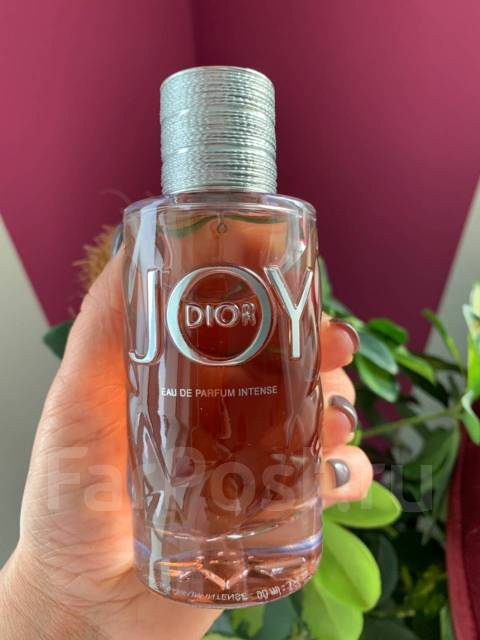 JOY
DIOR
EAU DE PARFUM INTENSE
FarPost.ru